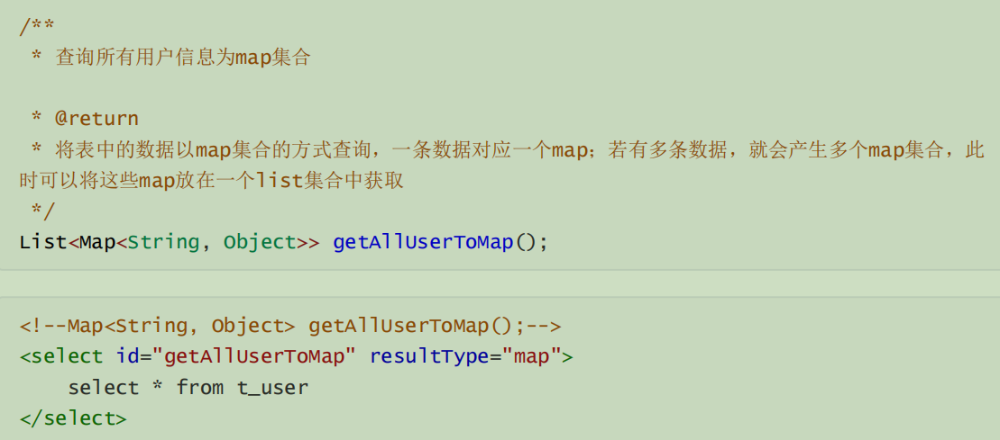 /**
 * 查询所有用户信息为map集合

 * @return
 * 将表中的数据以map集合的方式查询，一条数据对应一个map；若有多条数据，就会产生多个map集合，此
时可以将这些map放在一个list集合中获取
 */
List<Map<String, Object>> getAllUserToMap();
<!--Map<String, Object> getAllUserToMap();-->
<select id="getAllUserToMap" resultType="map">
    select * from t_user
</select>